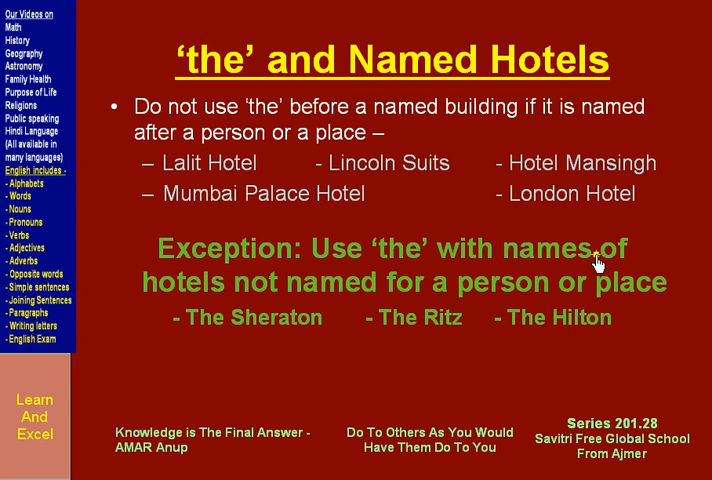 Our Videos on
Math
History
Geography
Astronomy
Family Health
Purpose of Life
Religions
Public speaking
Hindi Language
(All available in
many languages)
English includes -
- Alphabets
- Words
- Nouns
- Pronouns
- Verbs
- Adjectives
- Adverbs
- Opposite words
- Simple sentences
- Joining Sentences
- Paragraphs
- Writing letters
- English Exam
Learn
And
Excel
‘the’ and Named Hotels
• Do not use ‘the’ before a named building if it is named
after a person or a place –
– Lalit Hotel - Lincoln Suits - Hotel Mansingh
– Mumbai Palace Hotel - London Hotel
Exception: Use ‘the’ with names of
hotels not named for a person or place
- The Sheraton - The Ritz - The Hilton
Knowledge is The Final Answer -
AMAR Anup
Do To Others As You Would
Have Them Do To You
Series 201.28
Savitri Free Global School
From Ajmer